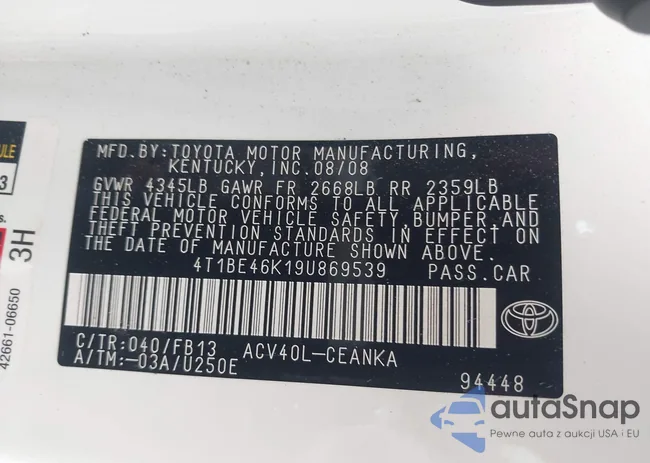 MFD.BY:TOYOTA MOTOR MANUFACTURING,
KENTUCKY,INC.08/08
GVWR 4345LB GAWR FR 2668LB RR 2359LB
THIS VEHICLE CONFORMS TO ALL APPLICABLE
FEDERAL MOTOR VEHICLE SAFETY, BUMPER AND
THEFT PREVENTION STANDARDS IN EFFECT ON
THE DATE OF MANUFACTURE SHOWN ABOVE.
4T1BE46K19U869539 PASS.CAR
C/TR:040/FB13 ACV40L-CEANKA
A/TM:-03A/U250E
94448
ULE
3
s.
3H
42661-06650
autaSnap
Pewne auta z aukcji USA i EU